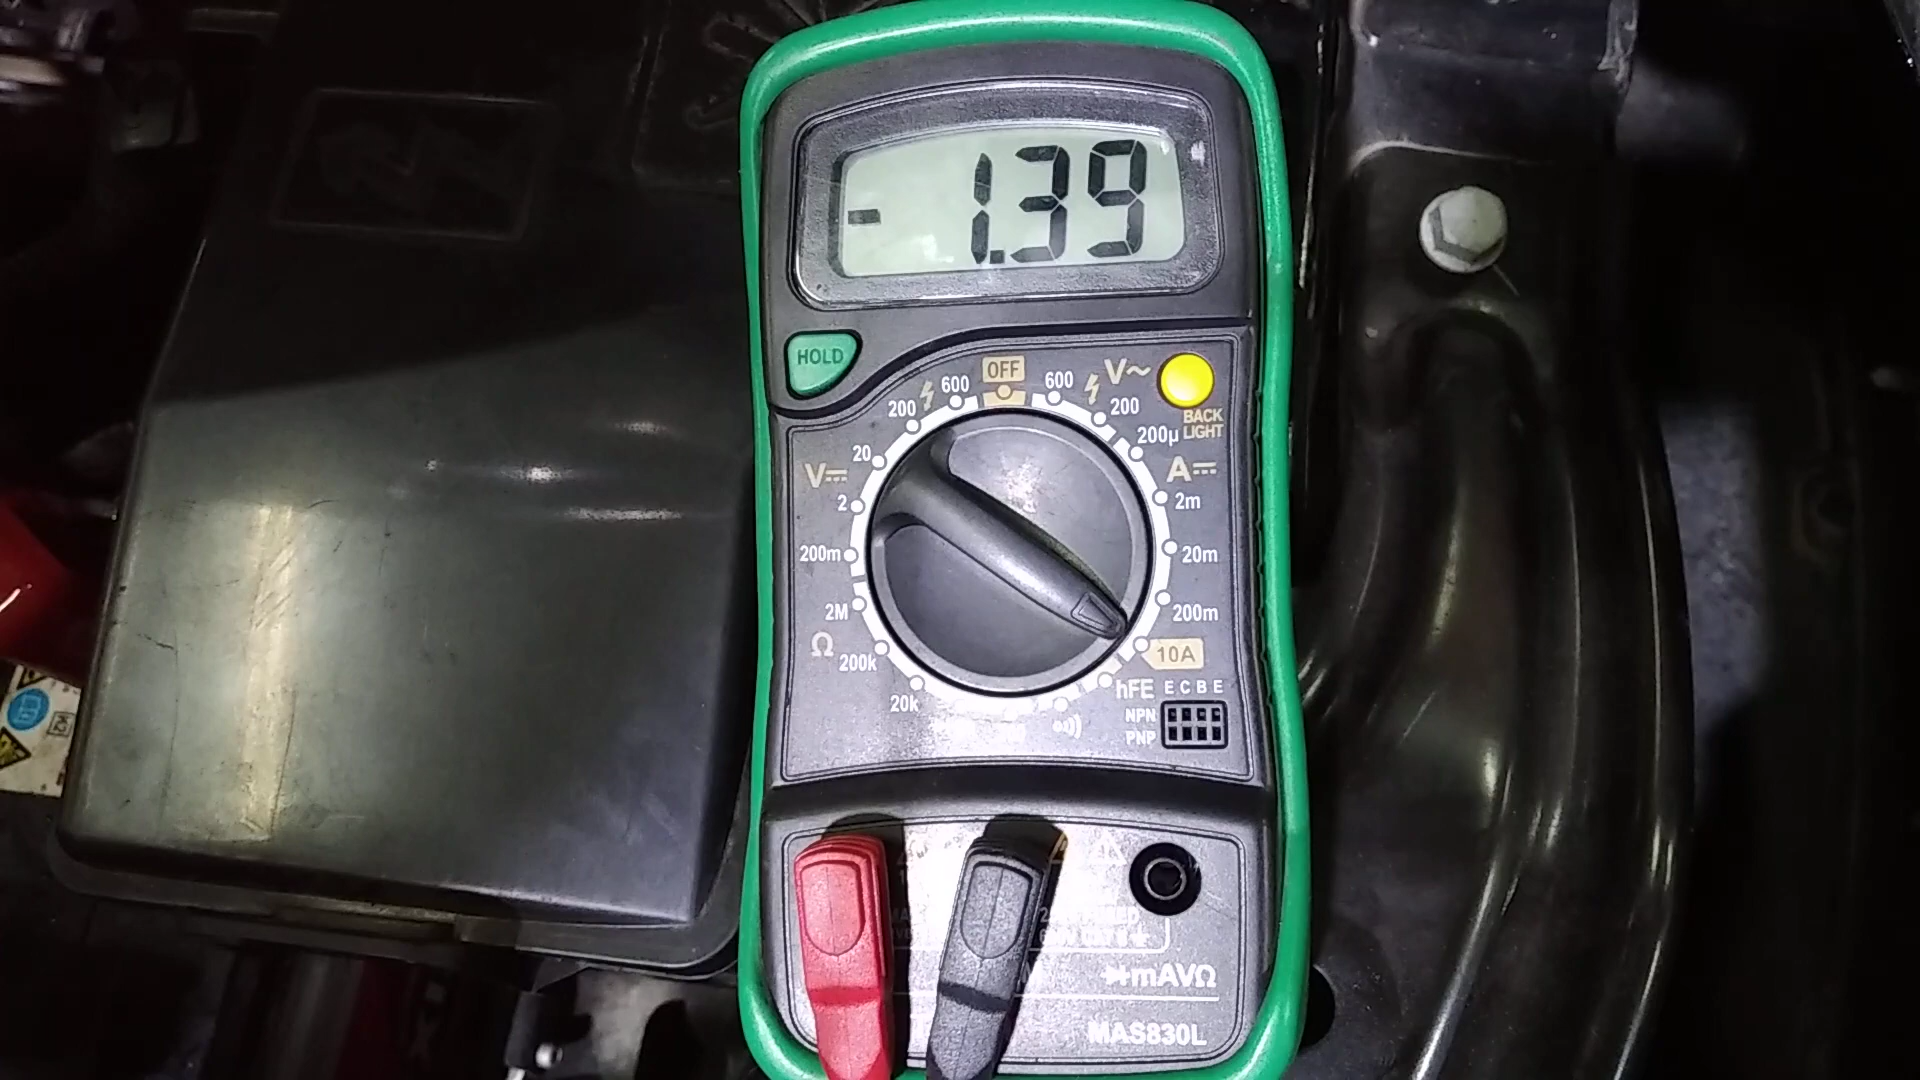 - 1.39
HOLD
OFF
600
600
V~
200
200
BACK
LIGHT
200µ
20
V⎓
A⎓
2
2m
200m
20m
2M
200m
Ω
200k
10A
20k
hFE E C B E
NPN
PNP
mAVΩ
MAS830L